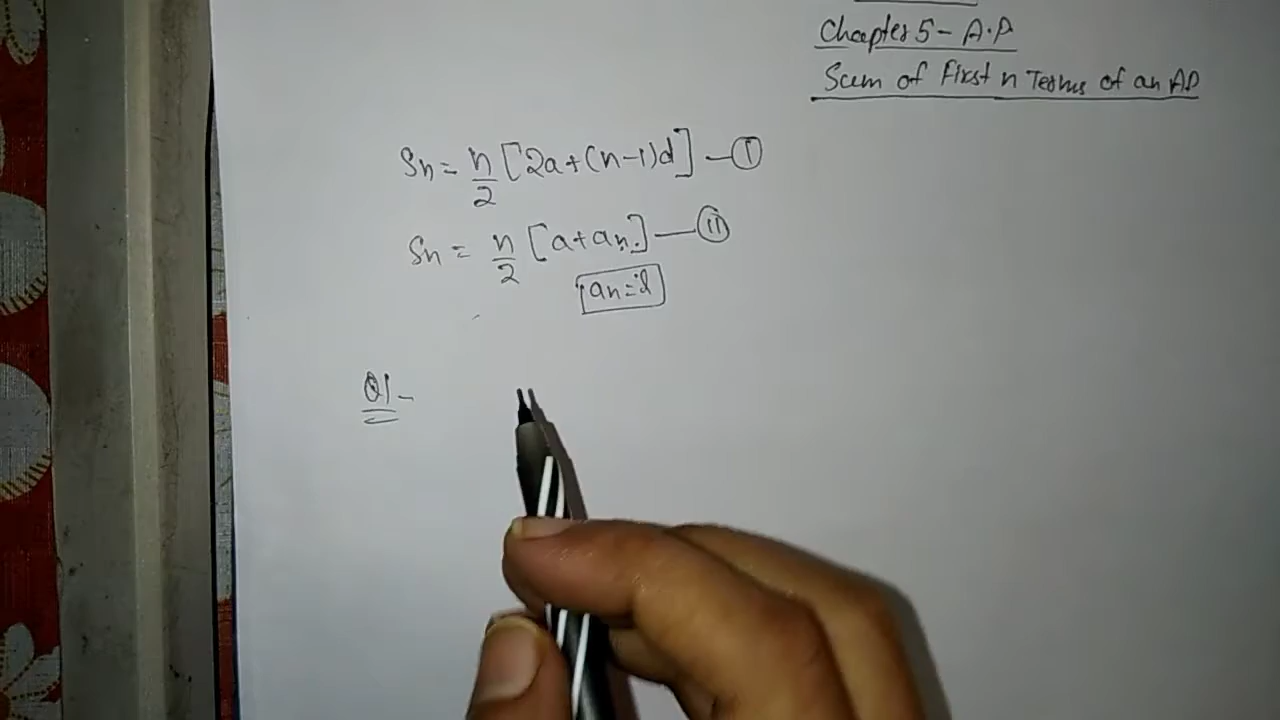 Chapter 5 - A.P.
Sum of First n Terms of an AP
Sn = n/2 [2a+(n-1)d] — I
Sn = n/2 [a+an] — II
an=l
Q1-